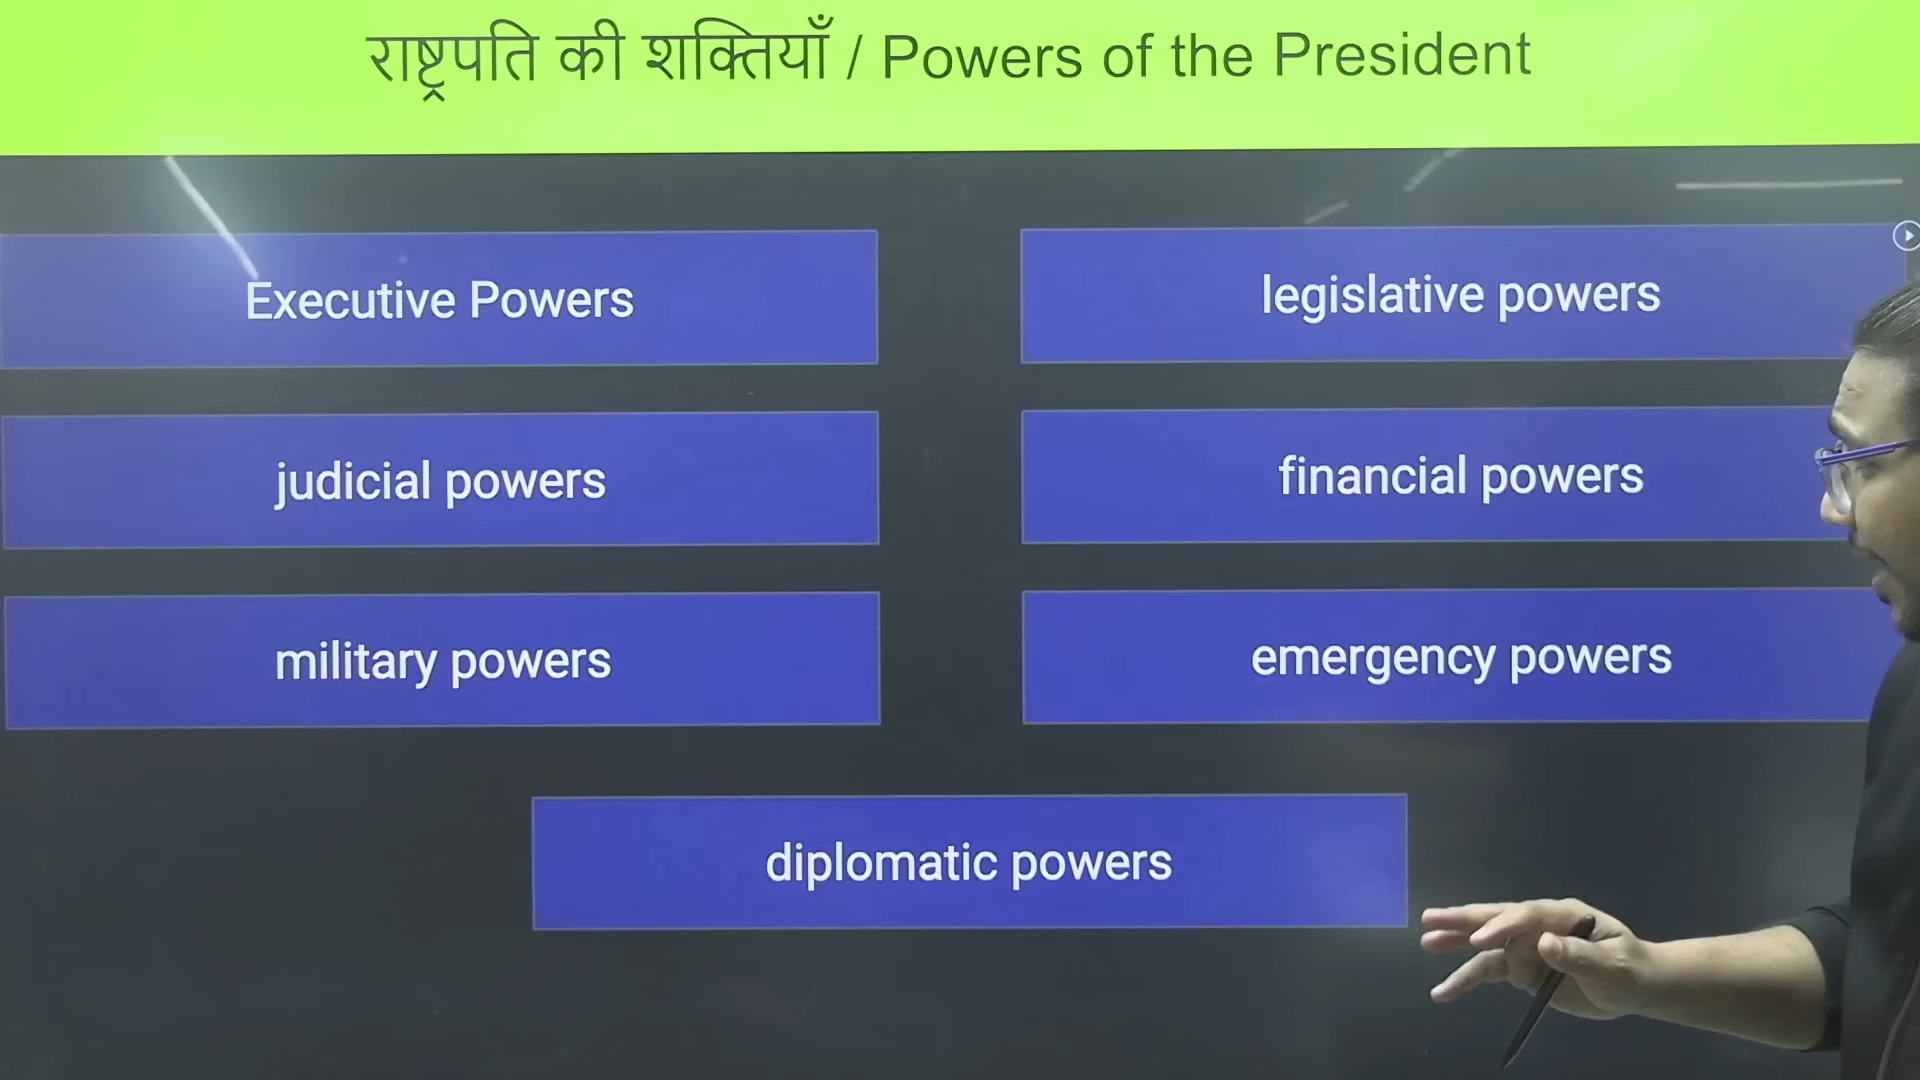 राष्ट्रपति की शक्तियाँ / Powers of the President
Executive Powers
legislative powers
judicial powers
financial powers
military powers
emergency powers
diplomatic powers